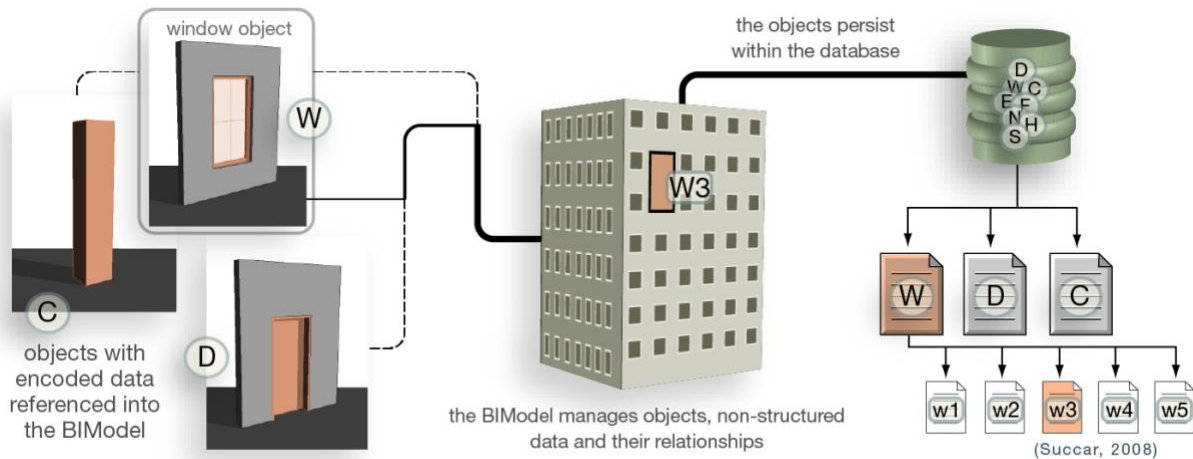 window object
W
C
objects with
encoded data
referenced into
the BIModel
D
W3
the BIModel manages objects, non-structured
data and their relationships
the objects persist
within the database
D
W C
E F
N H
S
W D C
w1 w2 w3 w4 w5
(Succar, 2008)